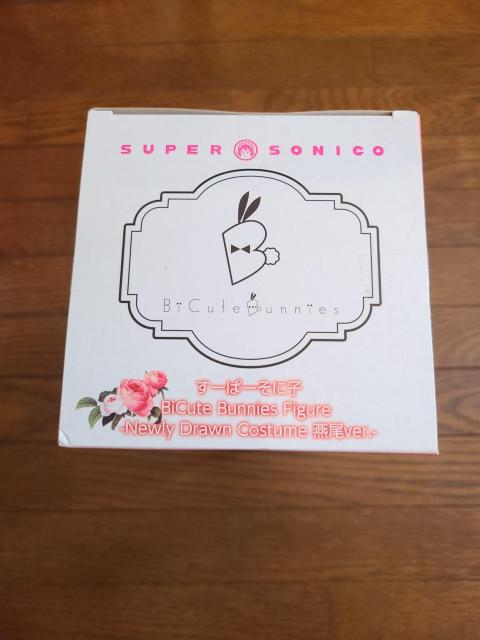 SUPER SONICO
BiCute Bunnies
すーぱーそに子
BiCute Bunnies Figure
-Newly Drawn Costume 燕尾ver.-